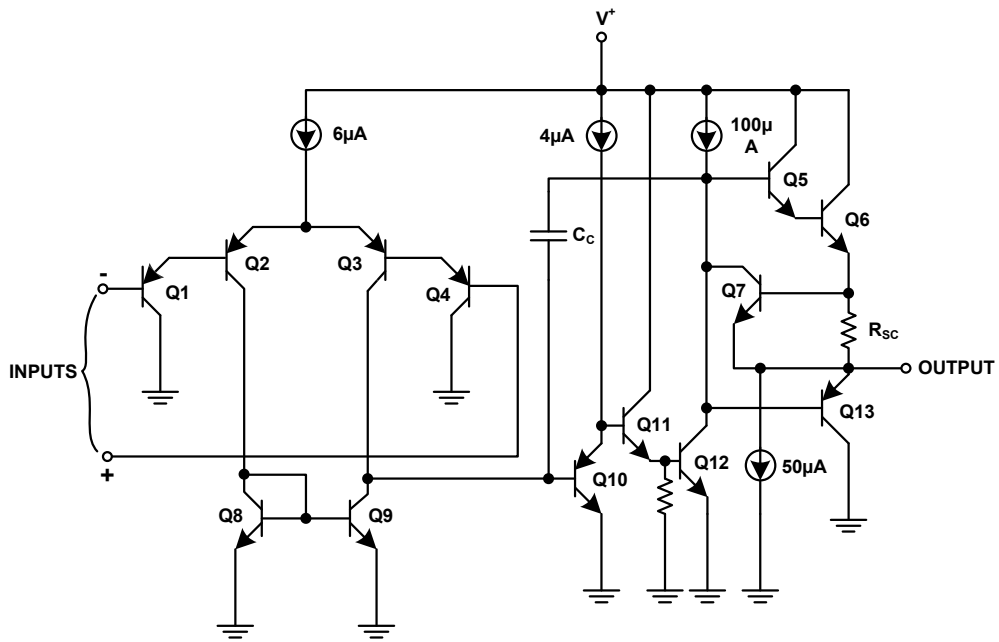 V+
6µA
4µA
100µ
A
Q5
Q6
CC
Q2
Q3
-
Q1
Q4
Q7
RSC
INPUTS
OUTPUT
Q13
Q11
+
Q10
Q12
50µA
Q8
Q9